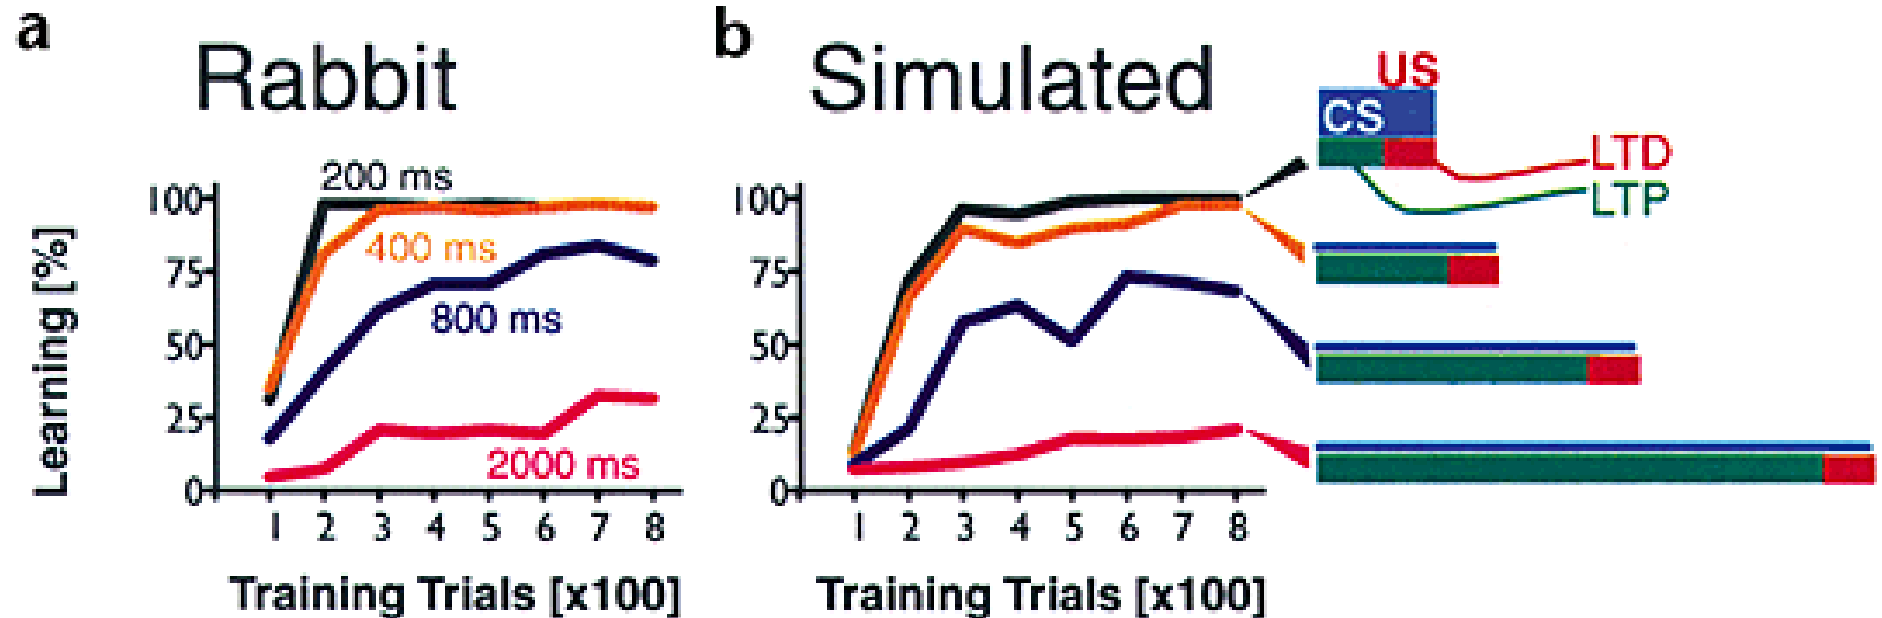 a
Rabbit
Learning [%]
100
75
50
25
0
200 ms
400 ms
800 ms
2000 ms
1 2 3 4 5 6 7 8
Training Trials [x100]
b
Simulated
100
75
50
25
0
1 2 3 4 5 6 7 8
Training Trials [x100]
US
CS
LTD
LTP